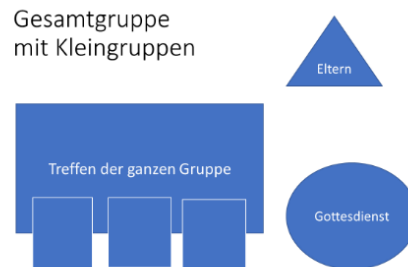 Gesamtgruppe
mit Kleingruppen
Eltern
Treffen der ganzen Gruppe
Gottesdienst